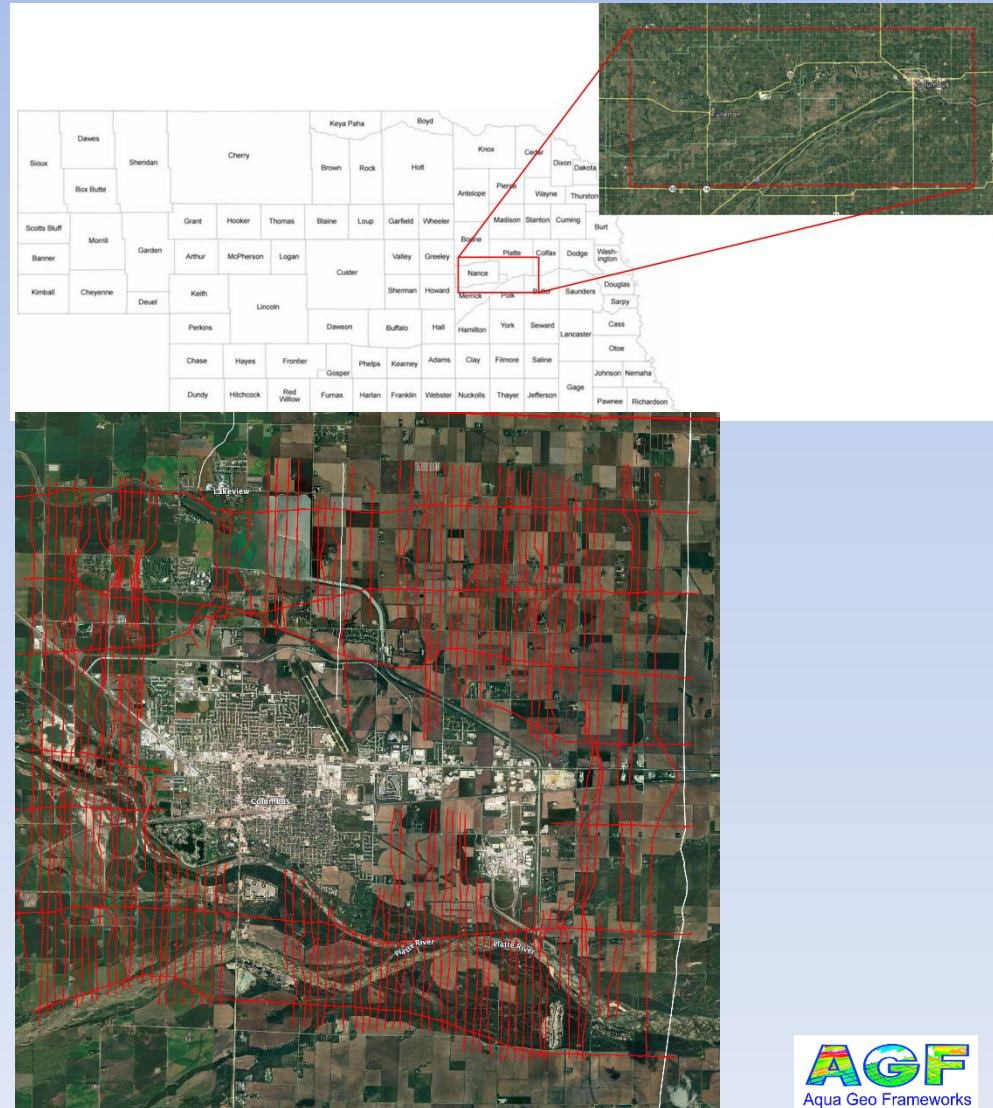 Fullerton
Columbus
Keya Paha
Boyd
Dawes
Knox
Cedar
Sioux
Sheridan
Cherry
Brown
Rock
Holt
Dixon
Dakota
Box Butte
Antelope
Pierce
Wayne
Thurston
Grant
Hooker
Thomas
Blaine
Loup
Garfield
Wheeler
Madison
Stanton
Cuming
Burt
Scotts Bluff
Morrill
Garden
Boone
Banner
Arthur
McPherson
Logan
Custer
Valley
Greeley
Platte
Colfax
Dodge
Wash-
ington
Nance
Kimball
Cheyenne
Deuel
Keith
Lincoln
Sherman
Howard
Merrick
Polk
Butler
Saunders
Douglas
Sarpy
Perkins
Dawson
Buffalo
Hall
Hamilton
York
Seward
Lancaster
Cass
Otoe
Chase
Hayes
Frontier
Gosper
Phelps
Kearney
Adams
Clay
Filmore
Saline
Gage
Johnson
Nemaha
Dundy
Hitchcock
Red
Willow
Furnas
Harlan
Franklin
Webster
Nuckolls
Thayer
Jefferson
Pawnee
Richardson
Lakeview
Columbus
Platte River
Platte River
AGF
Aqua Geo Frameworks